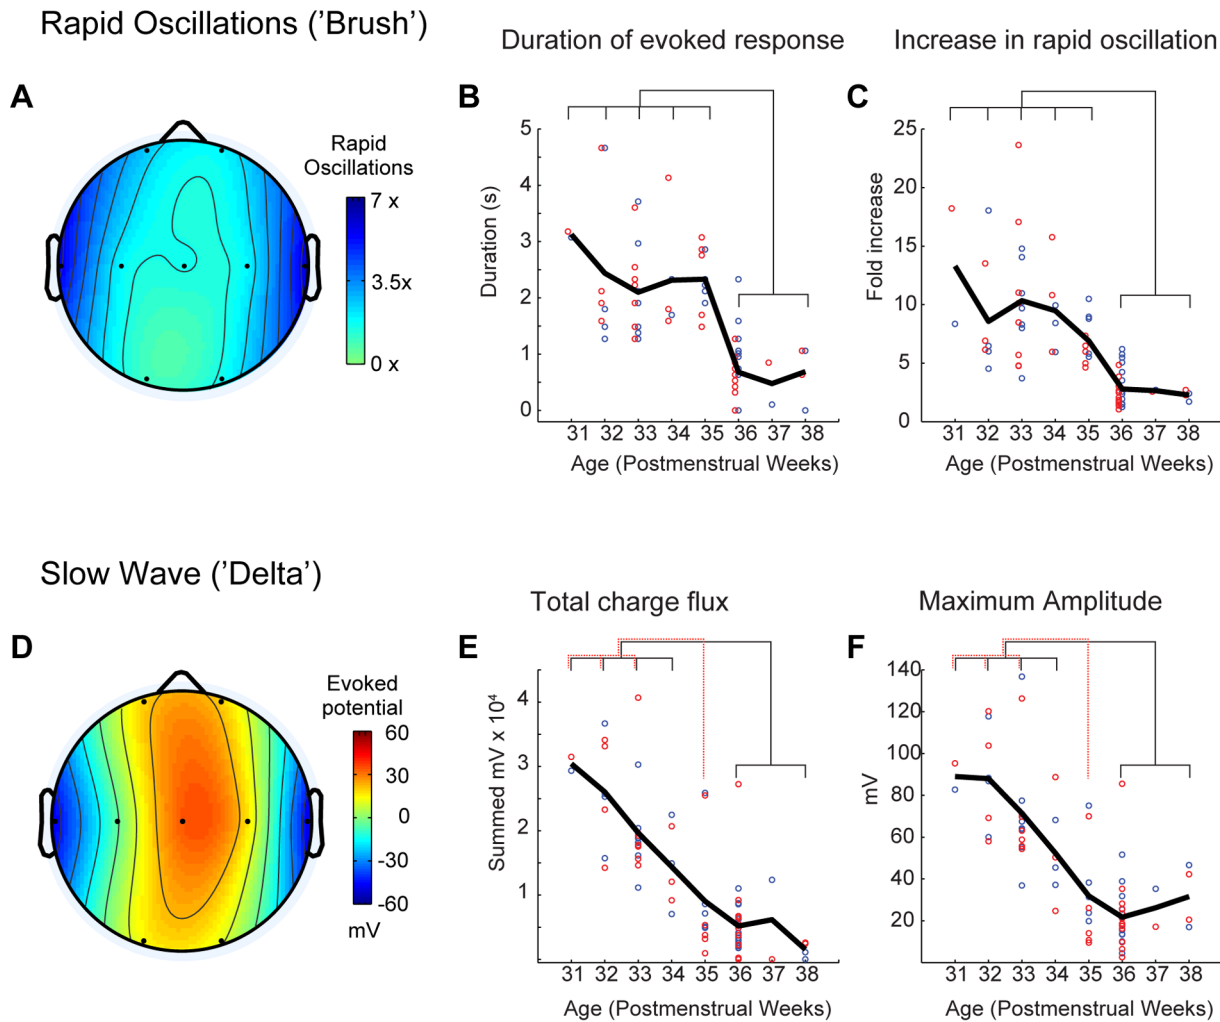 Rapid Oscillations ('Brush')
A
Rapid
Oscillations
7 x
3.5x
0 x
Duration of evoked response
B
Duration (s)
5
4
3
2
1
0
31 32 33 34 35 36 37 38
Age (Postmenstrual Weeks)
Increase in rapid oscillation
C
Fold increase
25
20
15
10
5
0
31 32 33 34 35 36 37 38
Age (Postmenstrual Weeks)
Slow Wave ('Delta')
D
Evoked
potential
60
30
0
-30
-60
mV
Total charge flux
E
Summed mV x 10⁴
4
3
2
1
31 32 33 34 35 36 37 38
Age (Postmenstrual Weeks)
Maximum Amplitude
F
mV
140
120
100
80
60
40
20
31 32 33 34 35 36 37 38
Age (Postmenstrual Weeks)